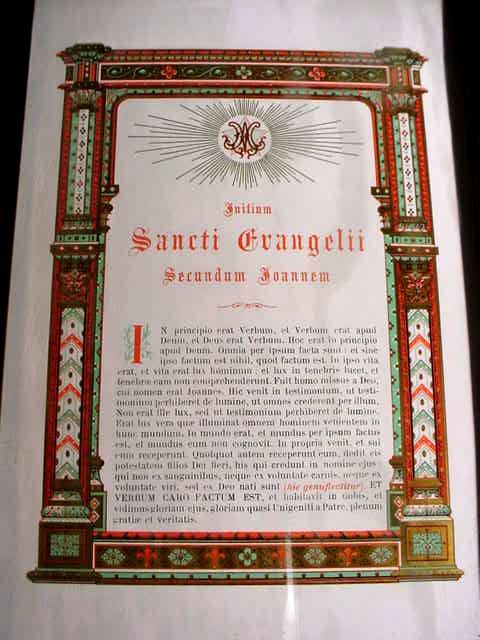 Initium
Sancti Evangelii
Secundum Joannem
IN principio erat Verbum, et Verbum erat apud
Deum, et Deus erat Verbum. Hoc erat in principio
apud Deum. Omnia per ipsum facta sunt : et sine
ipso factum est nihil, quod factum est. In ipso vita
erat, et vita erat lux hominum : et lux in tenebris lucet, et
tenebræ eam non comprehenderunt. Fuit homo missus a Deo,
cui nomen erat Joannes. Hic venit in testimonium, ut testi-
monium perhiberet de lumine, ut omnes crederent per illum.
Non erat ille lux, sed ut testimonium perhiberet de lumine.
Erat lux vera quæ illuminat omnem hominem venientem in
hunc mundum. In mundo erat, et mundus per ipsum factus
est, et mundus eum non cognovit. In propria venit, et sui
eum non receperunt. Quotquot autem receperunt eum, dedit eis
potestatem filios Dei fieri, his qui credunt in nomine ejus :
qui non ex sanguinibus, neque ex voluntate carnis, neque ex
voluntate viri, sed ex Deo nati sunt (hic genuflectitur). ET
VERBUM CARO FACTUM EST, et habitavit in nobis, et
vidimus gloriam ejus, gloriam quasi Unigeniti a Patre, plenum
gratiæ et veritatis.